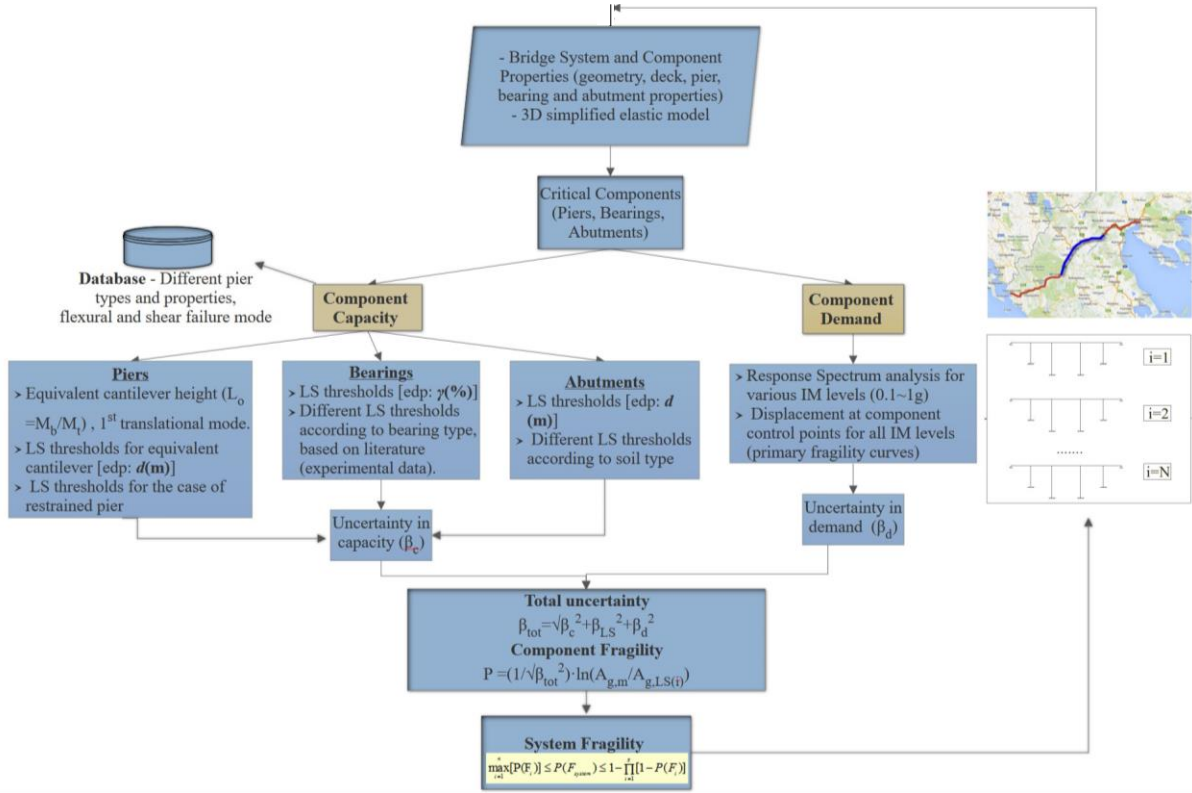 - Bridge System and Component
Properties (geometry, deck, pier,
bearing and abutment properties)
- 3D simplified elastic model
Critical Components
(Piers, Bearings,
Abutments)
Database - Different pier
types and properties,
flexural and shear failure mode
Component
Capacity
Component
Demand
Piers
➤ Equivalent cantilever height (Lo
=Mb/Mt) , 1st translational mode.
➤ LS thresholds for equivalent
cantilever [edp: d(m)]
➤ LS thresholds for the case of
restrained pier
Bearings
➤ LS thresholds [edp: γ(%)]
➤ Different LS thresholds
according to bearing type,
based on literature
(experimental data).
Abutments
➤ LS thresholds [edp: d
(m)]
➤ Different LS thresholds
according to soil type
➤ Response Spectrum analysis for
various IM levels (0.1~1g)
➤ Displacement at component
control points for all IM levels
(primary fragility curves)
i=1
i=2
.......
i=N
Uncertainty in
capacity (βc)
Uncertainty in
demand (βd)
Total uncertainty
βtot=√βc²+βLS²+βd²
Component Fragility
P =(1/√βtot²)·ln(Ag,m/Ag,LS(i))
System Fragility
max[P(Fi)] ≤ P(Fsystem) ≤ 1-∏[1-P(Fi)]